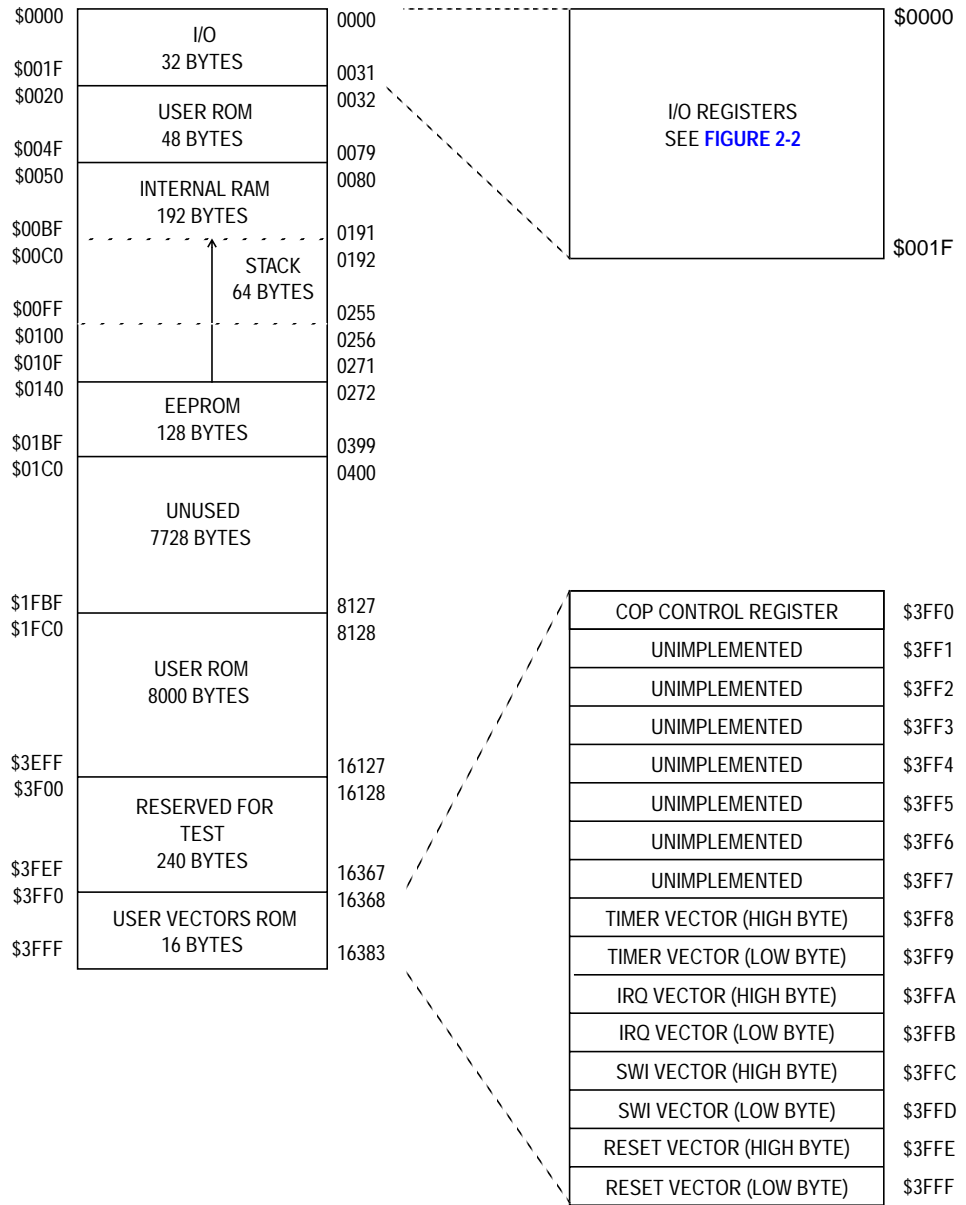 $0000
I/O
32 BYTES
0000
$001F
0031
$0020
0032
USER ROM
48 BYTES
$004F
0079
$0050
0080
INTERNAL RAM
192 BYTES
$00BF
0191
$00C0
0192
STACK
64 BYTES
$00FF
0255
$0100
0256
$010F
0271
$0140
0272
EEPROM
128 BYTES
$01BF
0399
$01C0
0400
UNUSED
7728 BYTES
$1FBF
8127
$1FC0
8128
USER ROM
8000 BYTES
$3EFF
16127
$3F00
16128
RESERVED FOR
TEST
240 BYTES
$3FEF
16367
$3FF0
16368
USER VECTORS ROM
16 BYTES
$3FFF
16383
$0000
I/O REGISTERS
SEE FIGURE 2-2
$001F
COP CONTROL REGISTER $3FF0
UNIMPLEMENTED $3FF1
UNIMPLEMENTED $3FF2
UNIMPLEMENTED $3FF3
UNIMPLEMENTED $3FF4
UNIMPLEMENTED $3FF5
UNIMPLEMENTED $3FF6
UNIMPLEMENTED $3FF7
TIMER VECTOR (HIGH BYTE) $3FF8
TIMER VECTOR (LOW BYTE) $3FF9
IRQ VECTOR (HIGH BYTE) $3FFA
IRQ VECTOR (LOW BYTE) $3FFB
SWI VECTOR (HIGH BYTE) $3FFC
SWI VECTOR (LOW BYTE) $3FFD
RESET VECTOR (HIGH BYTE) $3FFE
RESET VECTOR (LOW BYTE) $3FFF